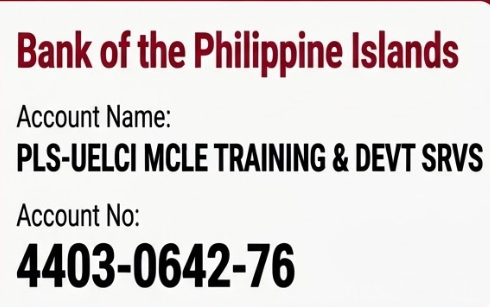 Bank of the Philippine Islands
Account Name:
PLS-UELCI MCLE TRAINING & DEVT SRVS
Account No:
4403-0642-76